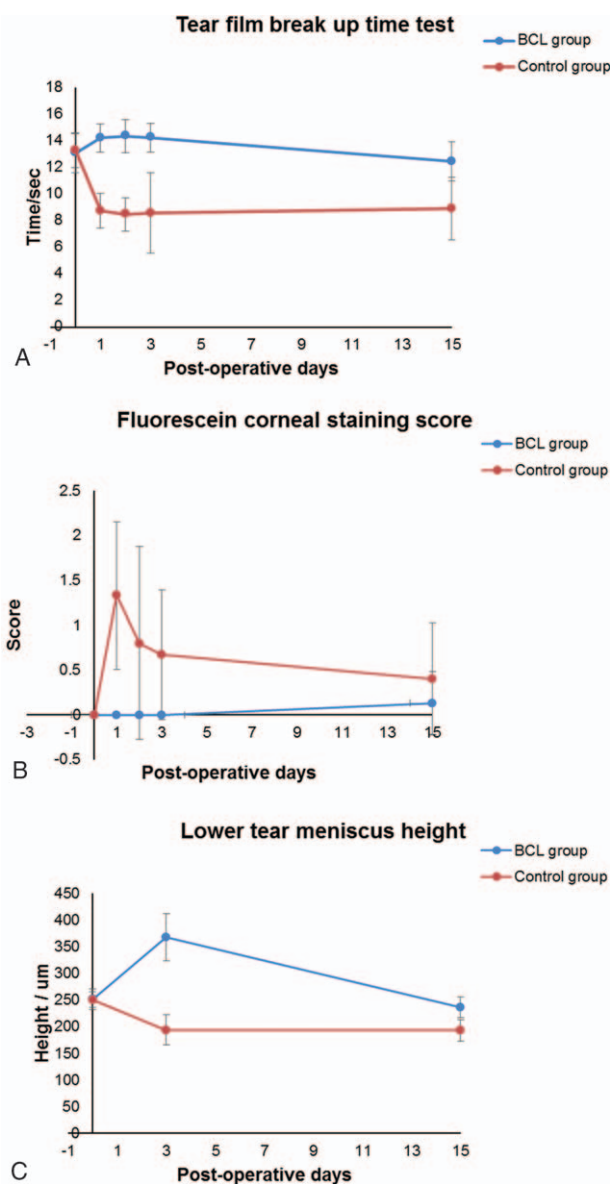 Tear film break up time test
BCL group
Control group
18
16
14
12
10
8
6
4
2
0
Time/sec
-1 1 3 5 7 9 11 13 15
Post-operative days
A
Fluorescein corneal staining score
BCL group
Control group
2.5
2
1.5
1
0.5
0
-0.5
Score
-3 -1 1 3 5 7 9 11 13 15
Post-operative days
B
Lower tear meniscus height
BCL group
Control group
450
400
350
300
250
200
150
100
50
0
Height / um
-1 1 3 5 7 9 11 13 15
Post-operative days
C